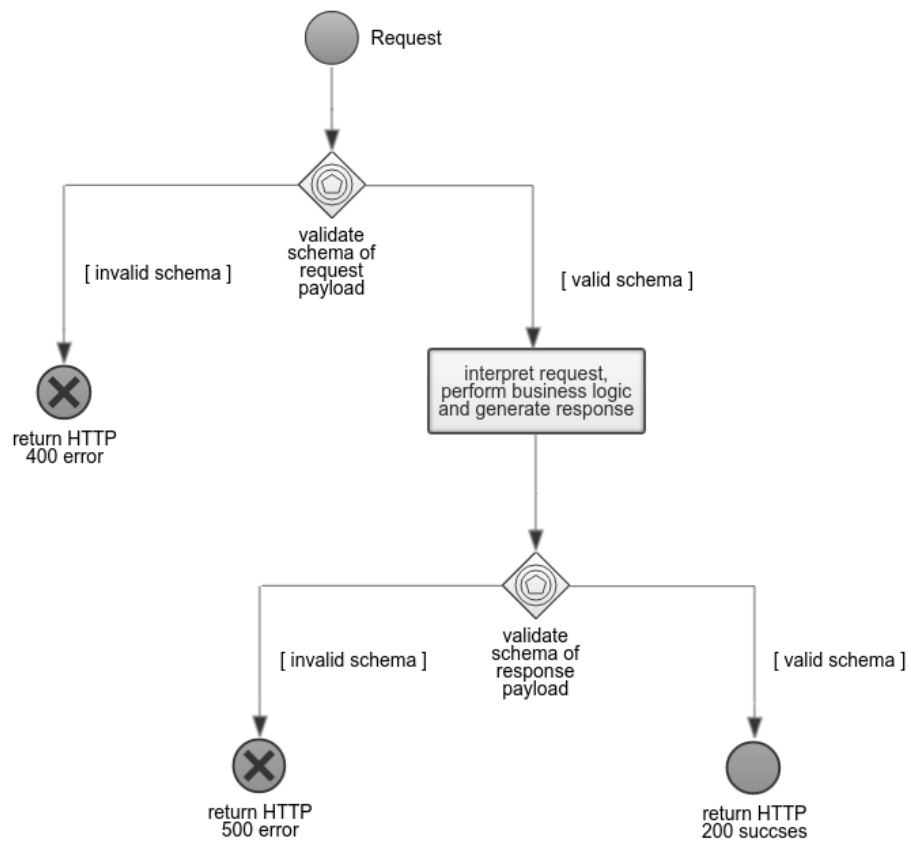 Request
validate
schema of
request
payload
[ invalid schema ]
[ valid schema ]
interpret request,
perform business logic
and generate response
return HTTP
400 error
validate
schema of
response
payload
[ invalid schema ]
[ valid schema ]
return HTTP
500 error
return HTTP
200 succses